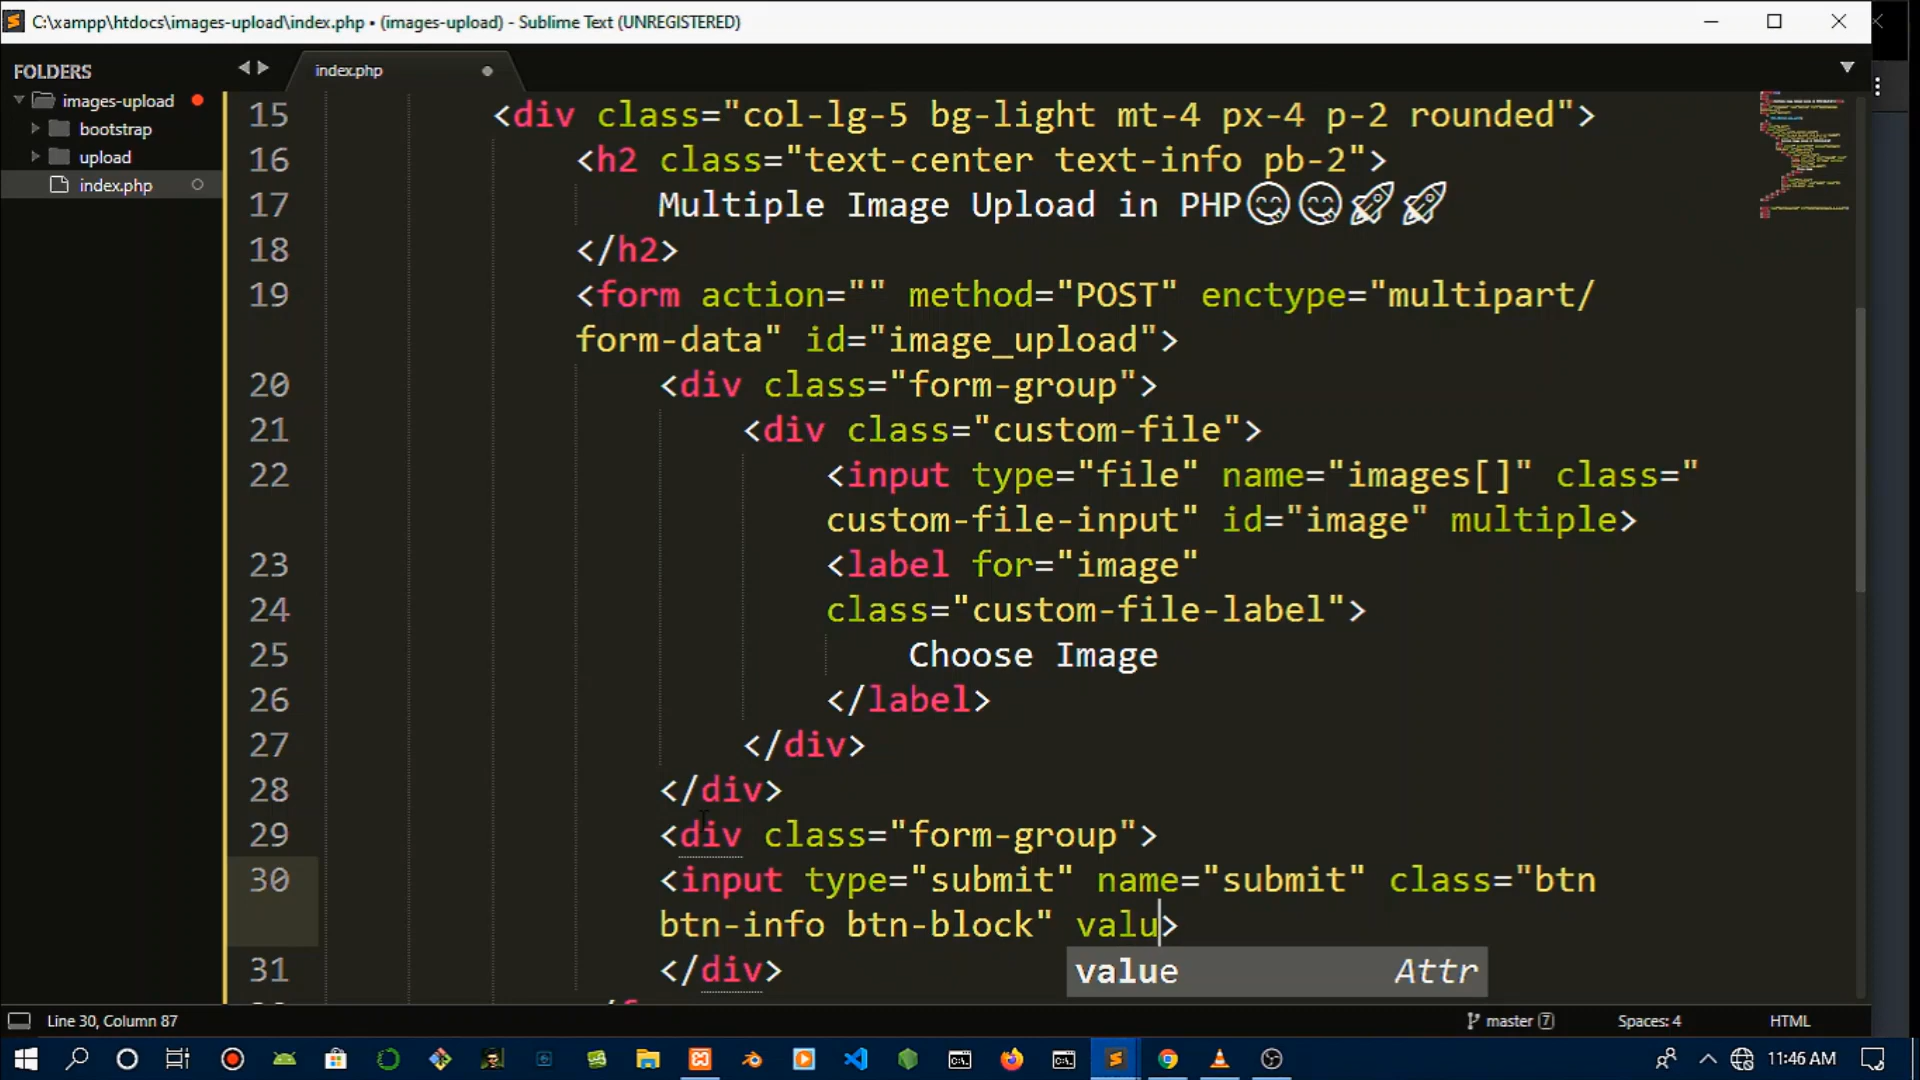 C:\xampp\htdocs\images-upload\index.php • (images-upload) - Sublime Text (UNREGISTERED)
FOLDERS
images-upload
bootstrap
upload
index.php
index.php
15 <div class="col-lg-5 bg-light mt-4 px-4 p-2 rounded">
16 <h2 class="text-center text-info pb-2">
17 Multiple Image Upload in PHP😋😋🚀🚀
18 </h2>
19 <form action="" method="POST" enctype="multipart/
form-data" id="image_upload">
20 <div class="form-group">
21 <div class="custom-file">
22 <input type="file" name="images[]" class="
custom-file-input" id="image" multiple>
23 <label for="image"
24 class="custom-file-label">
25 Choose Image
26 </label>
27 </div>
28 </div>
29 <div class="form-group">
30 <input type="submit" name="submit" class="btn
btn-info btn-block" valu>
31 </div>
value Attr
Line 30, Column 87
master 7
Spaces: 4
HTML
11:46 AM